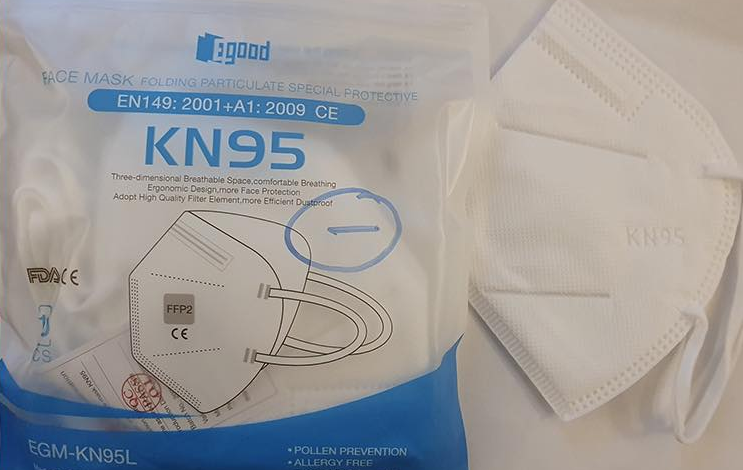 Egood
FACE MASK FOLDING PARTICULATE SPECIAL PROTECTIVE
EN149: 2001+A1: 2009 CE
KN95
Three-dimensional Breathable Space,comfortable Breathing
Ergonomic Design,more Face Protection
Adopt High Quality Filter Element,more Efficient Dustproof
FDA CE
FFP2
CE
KN95
EGM-KN95L
• POLLEN PREVENTION
• ALLERGY FREE